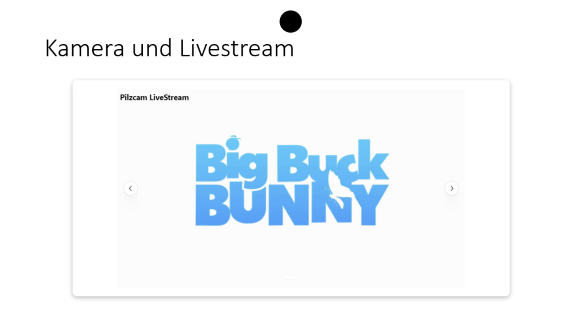 Kamera und Livestream
Pilzcam LiveStream
Big Buck
BUNNY